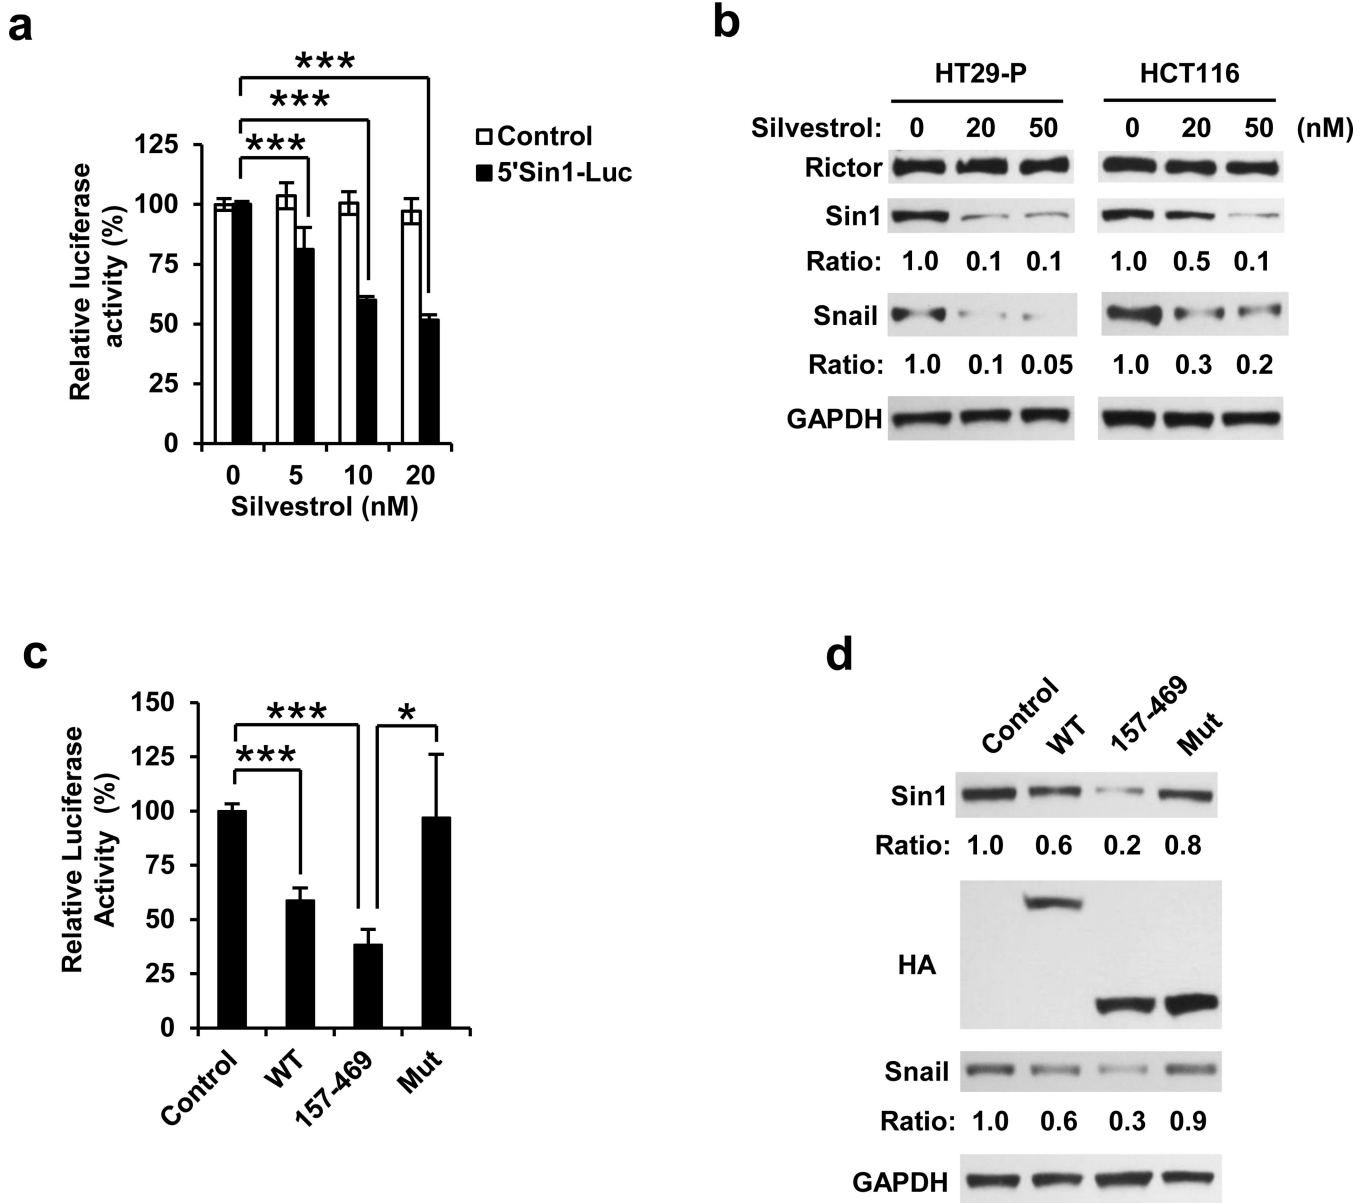 a
***
***
***
Control
5'Sin1-Luc
Relative luciferase
activity (%)
125
100
75
50
25
0
0 5 10 20
Silvestrol (nM)
b
HT29-P HCT116
Silvestrol: 0 20 50 0 20 50 (nM)
Rictor
Sin1
Ratio: 1.0 0.1 0.1 1.0 0.5 0.1
Snail
Ratio: 1.0 0.1 0.05 1.0 0.3 0.2
GAPDH
c
Relative Luciferase
Activity (%)
150
125
100
75
50
25
0
*** *
***
Control WT 157-469 Mut
d
Control WT 157-469 Mut
Sin1
Ratio: 1.0 0.6 0.2 0.8
HA
Snail
Ratio: 1.0 0.6 0.3 0.9
GAPDH